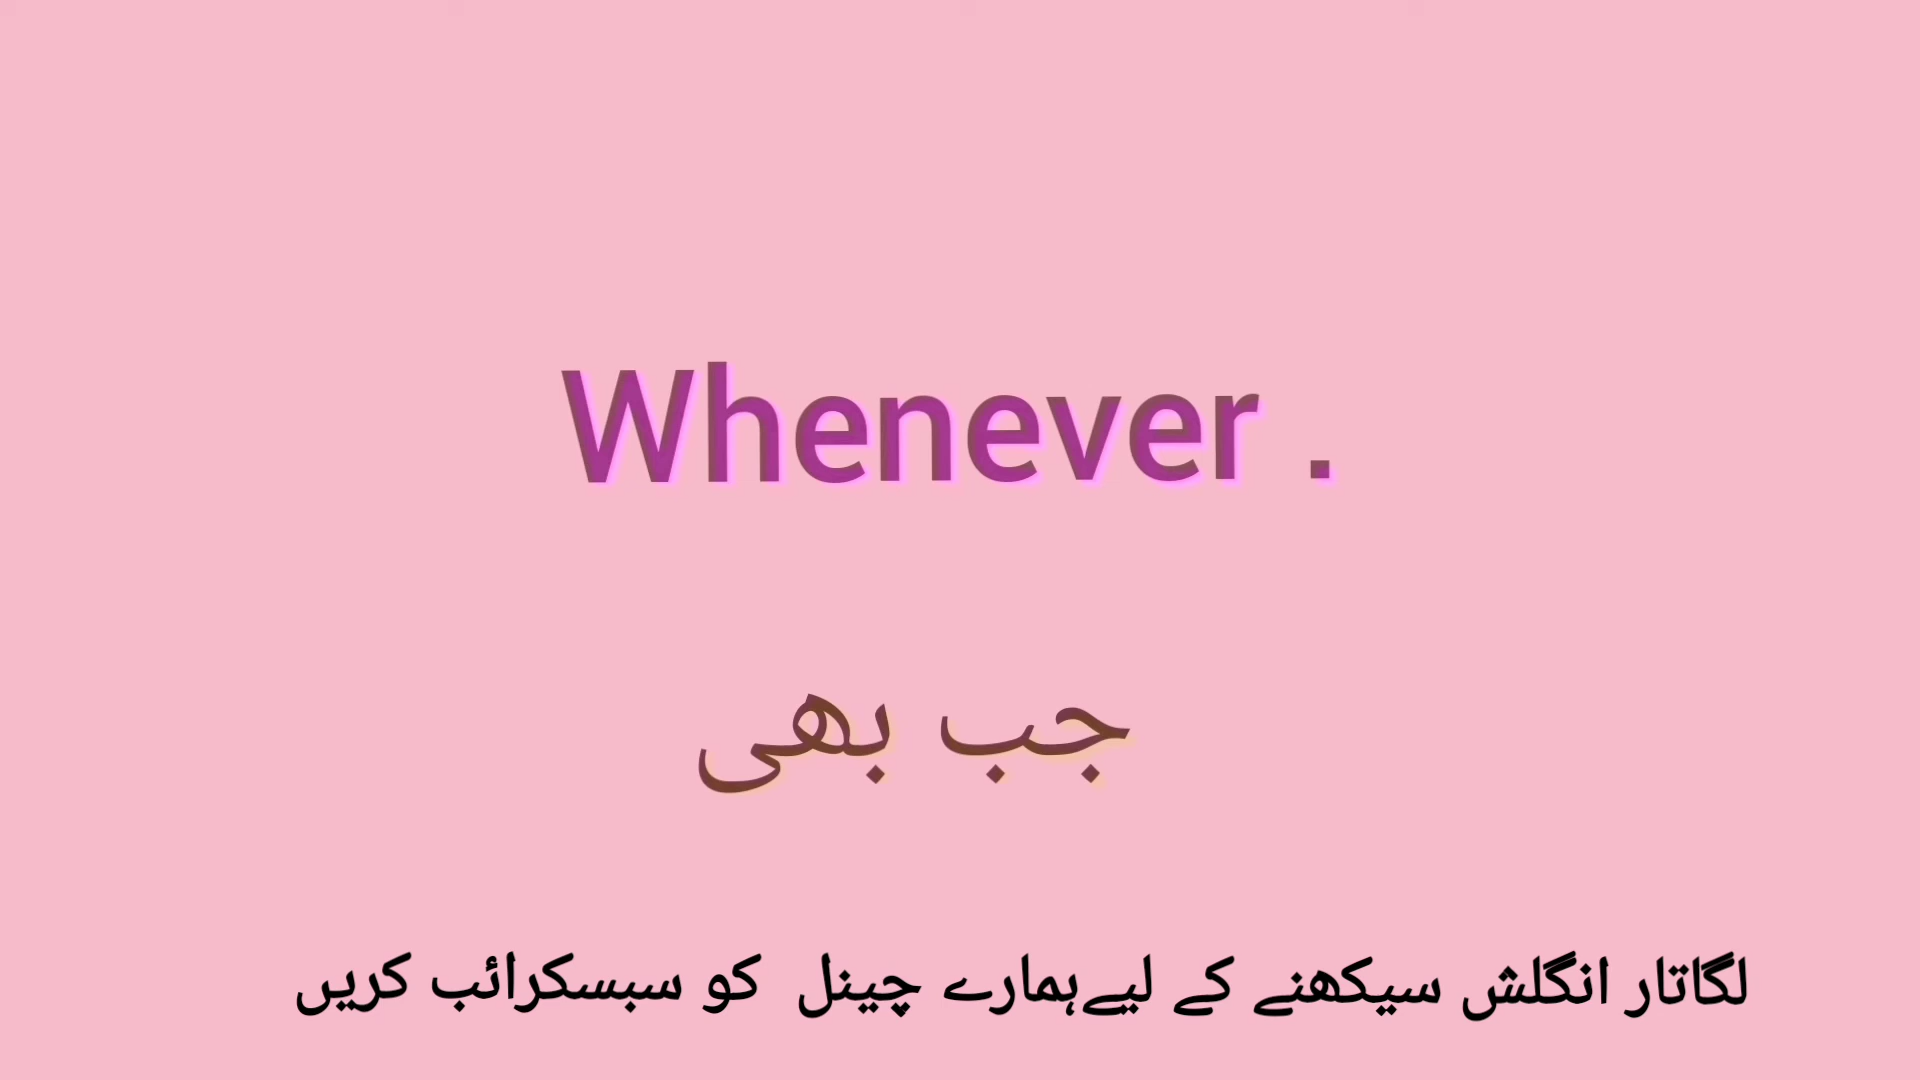 Whenever .
جب بھی
لگاتار انگلش سیکھنے کے لیےہمارے چینل کو سبسکرائب کریں